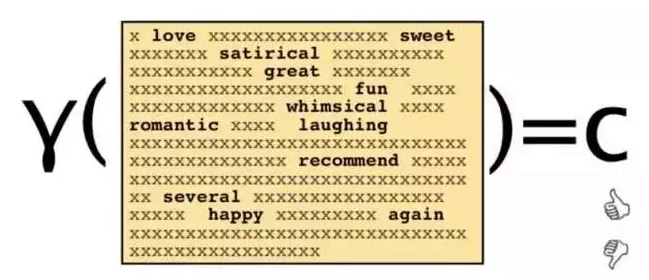 x love xxxxxxxxxxxxxxxx sweet
xxxxxxx satirical xxxxxxxxxx
xxxxxxxxxxx great xxxxxxx
xxxxxxxxxxxxxxxxxxx fun xxxx
xxxxxxxxxxxxx whimsical xxxx
romantic xxxx laughing
xxxxxxxxxxxxxxxxxxxxxxxxxxxxxx
xxxxxxxxxxxxxx recommend xxxxx
xxxxxxxxxxxxxxxxxxxxxxxxxxxxxx
xx several xxxxxxxxxxxxxxxxx
xxxxx happy xxxxxxxxx again
xxxxxxxxxxxxxxxxxxxxxxxxxxxxxx
xxxxxxxxxxxxxxxxx
γ( )=c